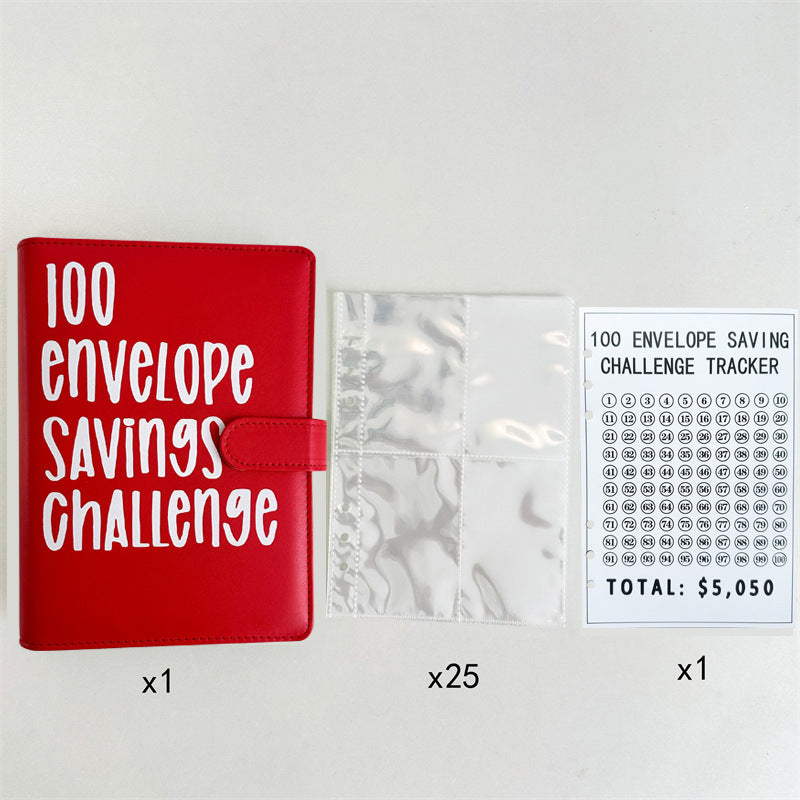 100
envelope
savings
challenge
100 ENVELOPE SAVING
CHALLENGE TRACKER
① ② ③ ④ ⑤ ⑥ ⑦ ⑧ ⑨ ⑩
⑪ ⑫ ⑬ ⑭ ⑮ ⑯ ⑰ ⑱ ⑲ ⑳
21 22 23 24 25 26 27 28 29 30
31 32 33 34 35 36 37 38 39 40
41 42 43 44 45 46 47 48 49 50
51 52 53 54 55 56 57 58 59 60
61 62 63 64 65 66 67 68 69 70
71 72 73 74 75 76 77 78 79 80
81 82 83 84 85 86 87 88 89 90
91 92 93 94 95 96 97 98 99 100
TOTAL: $5,050
x1
x25
x1